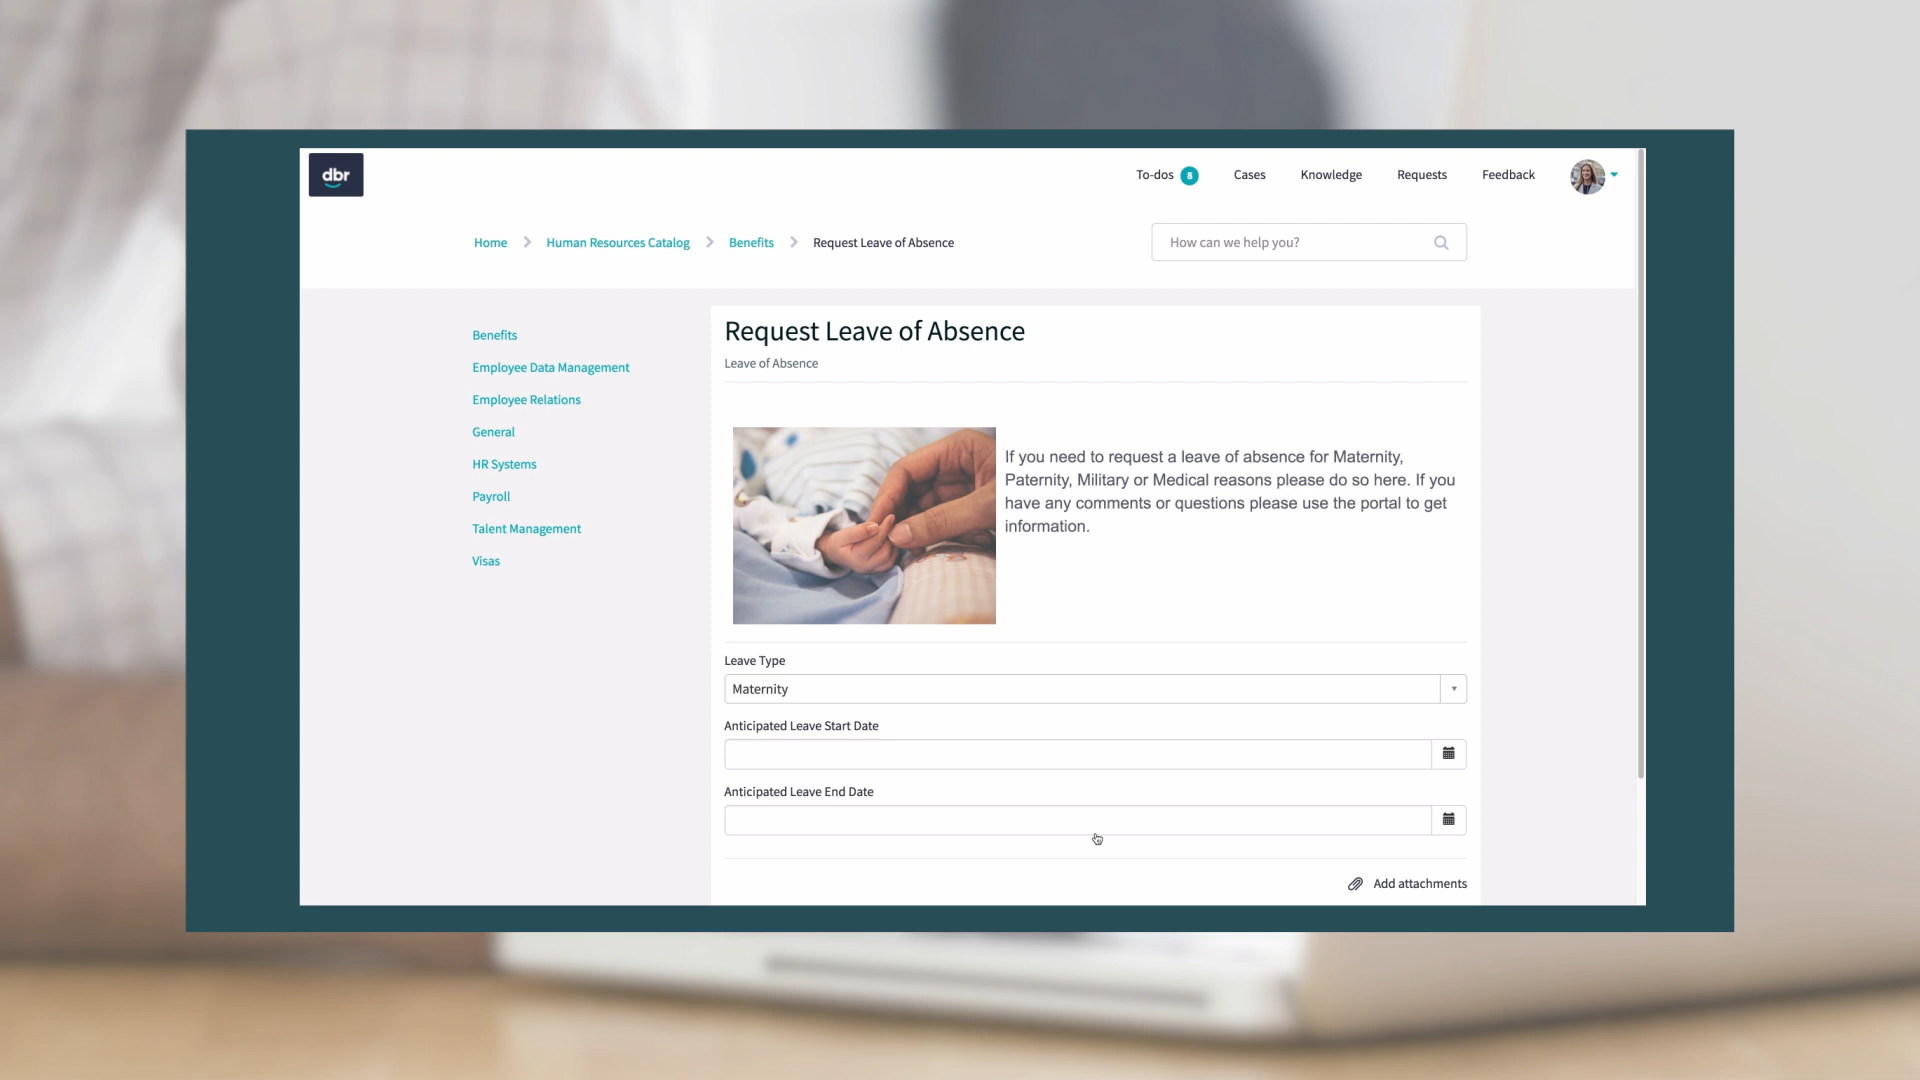 dbr
To-dos 8 Cases Knowledge Requests Feedback
Home Human Resources Catalog Benefits Request Leave of Absence
How can we help you?
Benefits
Employee Data Management
Employee Relations
General
HR Systems
Payroll
Talent Management
Visas
Request Leave of Absence
Leave of Absence
If you need to request a leave of absence for Maternity,
Paternity, Military or Medical reasons please do so here. If you
have any comments or questions please use the portal to get
information.
Leave Type
Maternity
Anticipated Leave Start Date
Anticipated Leave End Date
Add attachments